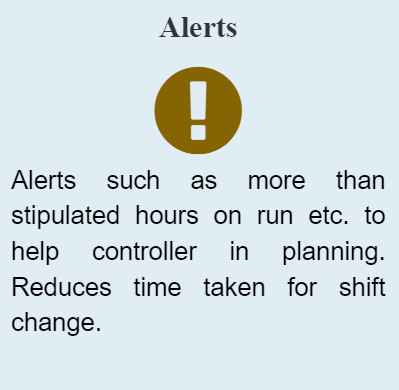 Alerts
Alerts such as more than
stipulated hours on run etc. to
help controller in planning.
Reduces time taken for shift
change.